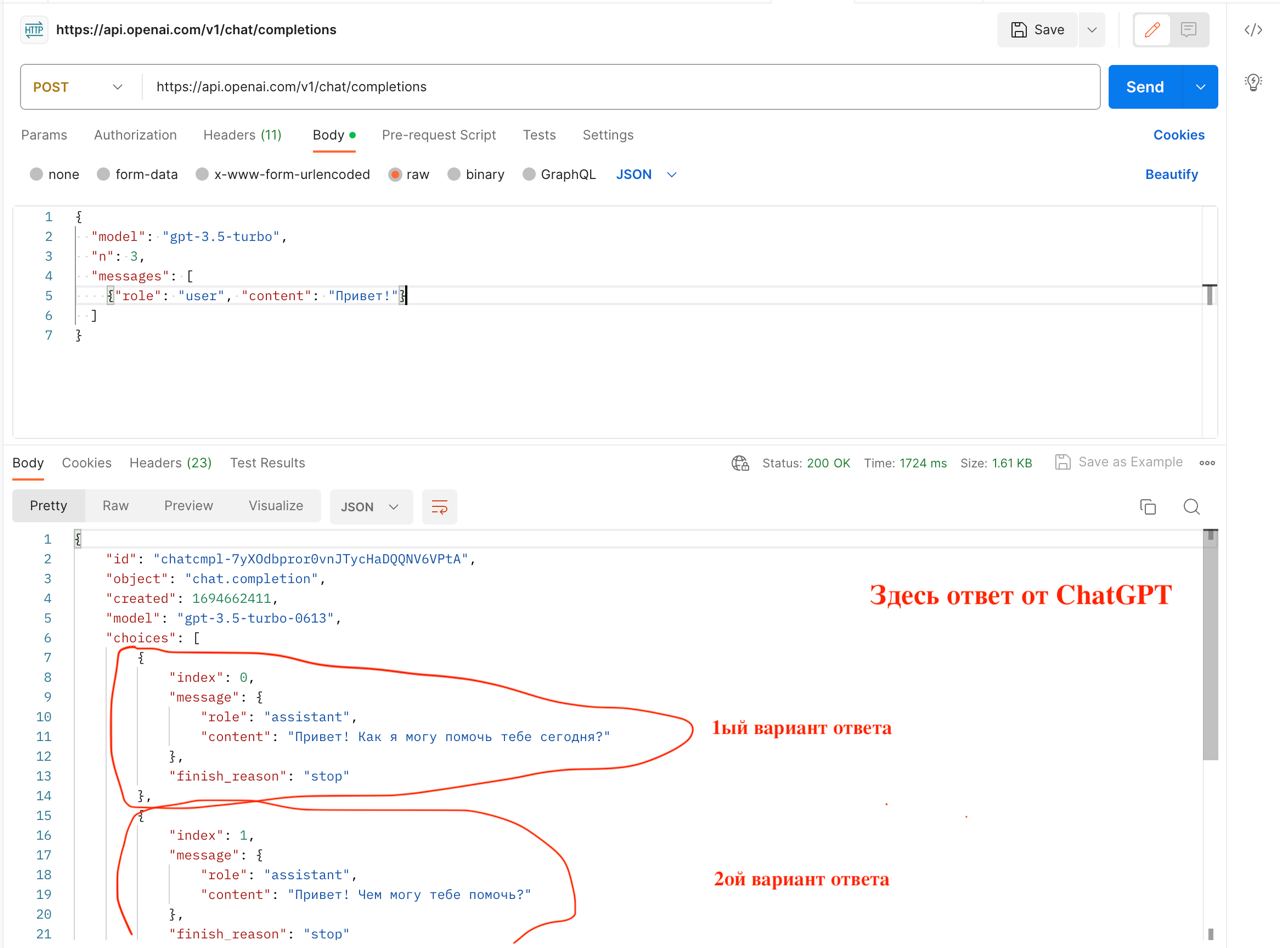 HTTP https://api.openai.com/v1/chat/completions Save
POST https://api.openai.com/v1/chat/completions Send
Params Authorization Headers (11) Body Pre-request Script Tests Settings Cookies
none form-data x-www-form-urlencoded raw binary GraphQL JSON Beautify
1 {
2 "model": "gpt-3.5-turbo",
3 "n": 3,
4 "messages": [
5 {"role": "user", "content": "Привет!"}
6 ]
7 }
Body Cookies Headers (23) Test Results Status: 200 OK Time: 1724 ms Size: 1.61 KB Save as Example
Pretty Raw Preview Visualize JSON
1 {
2 "id": "chatcmpl-7yXOdbpror0vnJTycHaDQQNV6VPtA",
3 "object": "chat.completion",
4 "created": 1694662411,
Здесь ответ от ChatGPT
5 "model": "gpt-3.5-turbo-0613",
6 "choices": [
7 {
8 "index": 0,
9 "message": {
10 "role": "assistant",
11 "content": "Привет! Как я могу помочь тебе сегодня?"
1ый вариант ответа
12 },
13 "finish_reason": "stop"
14 },
15 {
16 "index": 1,
17 "message": {
18 "role": "assistant",
2ой вариант ответа
19 "content": "Привет! Чем могу тебе помочь?"
20 },
21 "finish_reason": "stop"